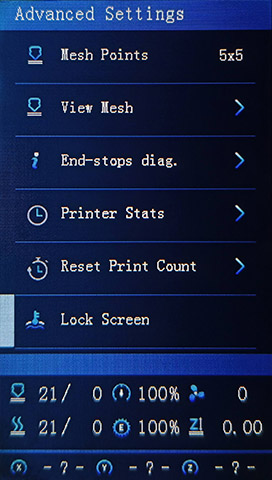 Advanced Settings
Mesh Points 5x5
View Mesh
End-stops diag.
Printer Stats
Reset Print Count
Lock Screen
21/ 0 100% 0
21/ 0 E 100% Z 0.00
X -?- Y -?- Z -?-